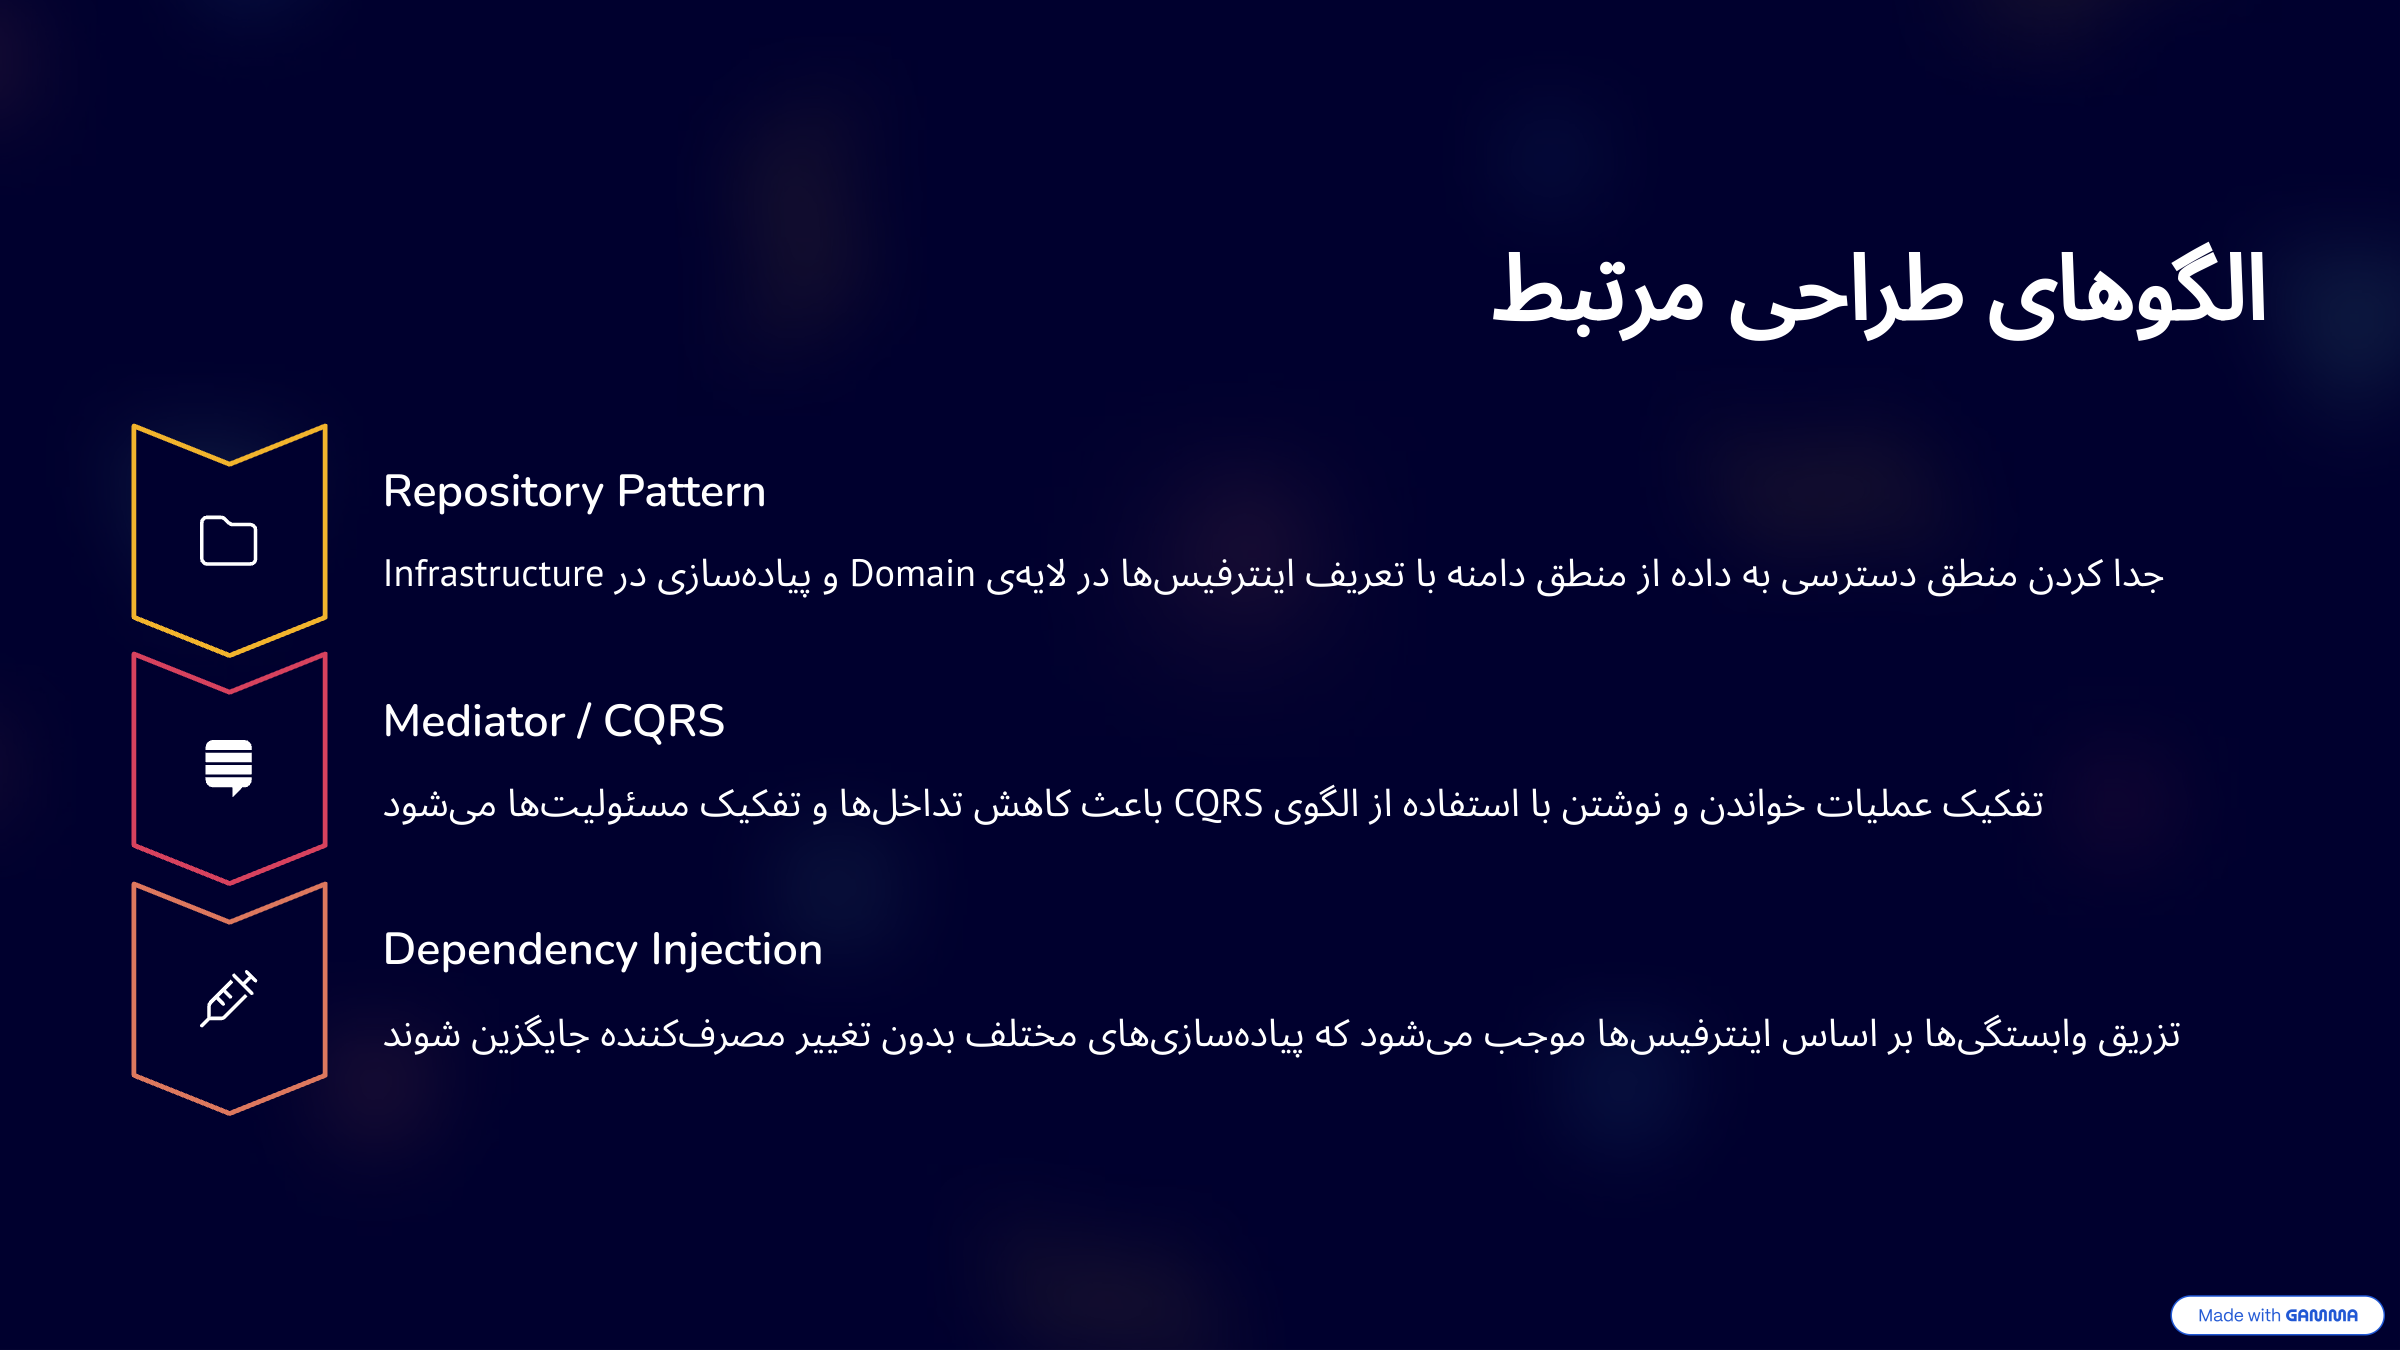 الگوهای طراحی مرتبط
Repository Pattern
جدا کردن منطق دسترسی به داده از منطق دامنه با تعریف اینترفیس‌ها در لایه‌ی Domain و پیاده‌سازی در Infrastructure
Mediator / CQRS
تفکیک عملیات خواندن و نوشتن با استفاده از الگوی CQRS باعث کاهش تداخل‌ها و تفکیک مسئولیت‌ها می‌شود
Dependency Injection
تزریق وابستگی‌ها بر اساس اینترفیس‌ها موجب می‌شود که پیاده‌سازی‌های مختلف بدون تغییر مصرف‌کننده جایگزین شوند
Made with GAMMA